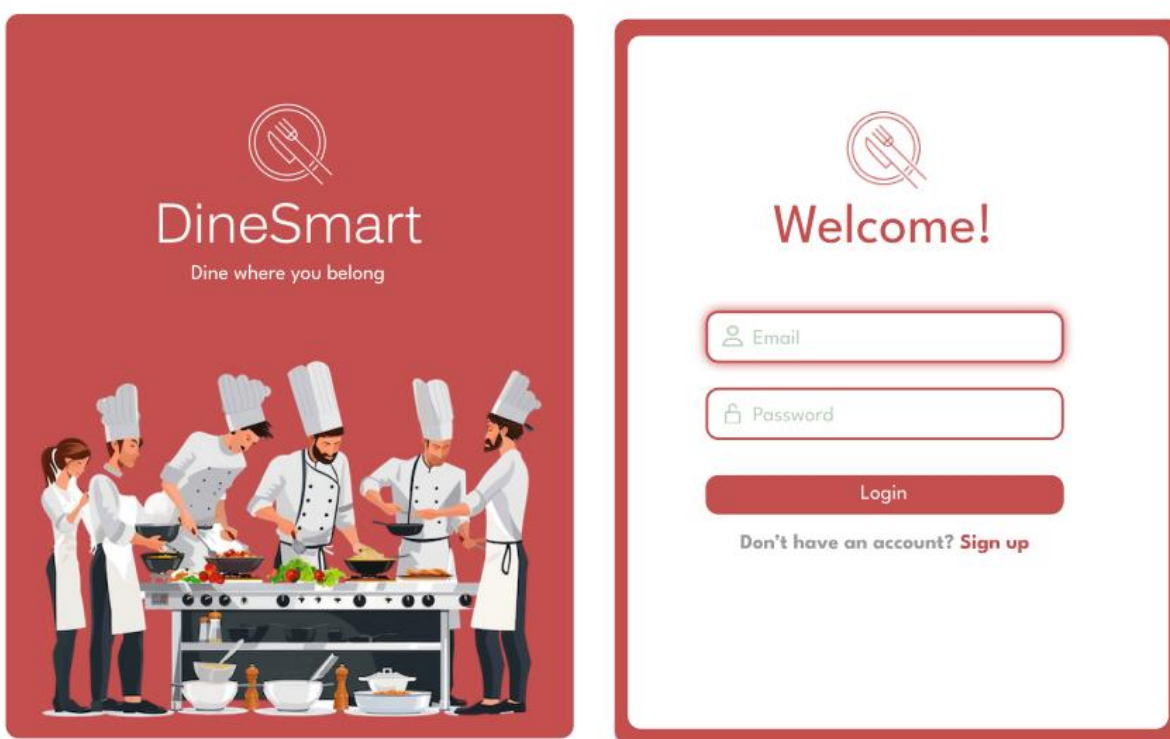 DineSmart
Dine where you belong
Welcome!
Email
Password
Login
Don't have an account? Sign up